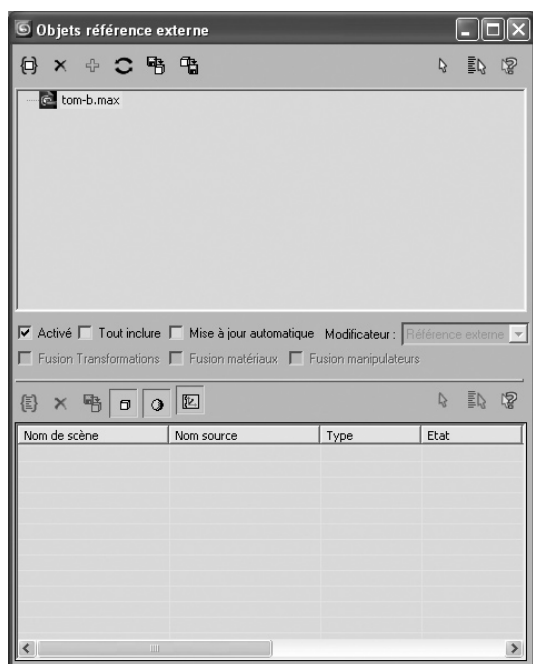 Objets référence externe
tom-b.max
Activé Tout inclure Mise à jour automatique Modificateur : Référence externe
Fusion Transformations Fusion matériaux Fusion manipulateurs
Nom de scène Nom source Type Etat